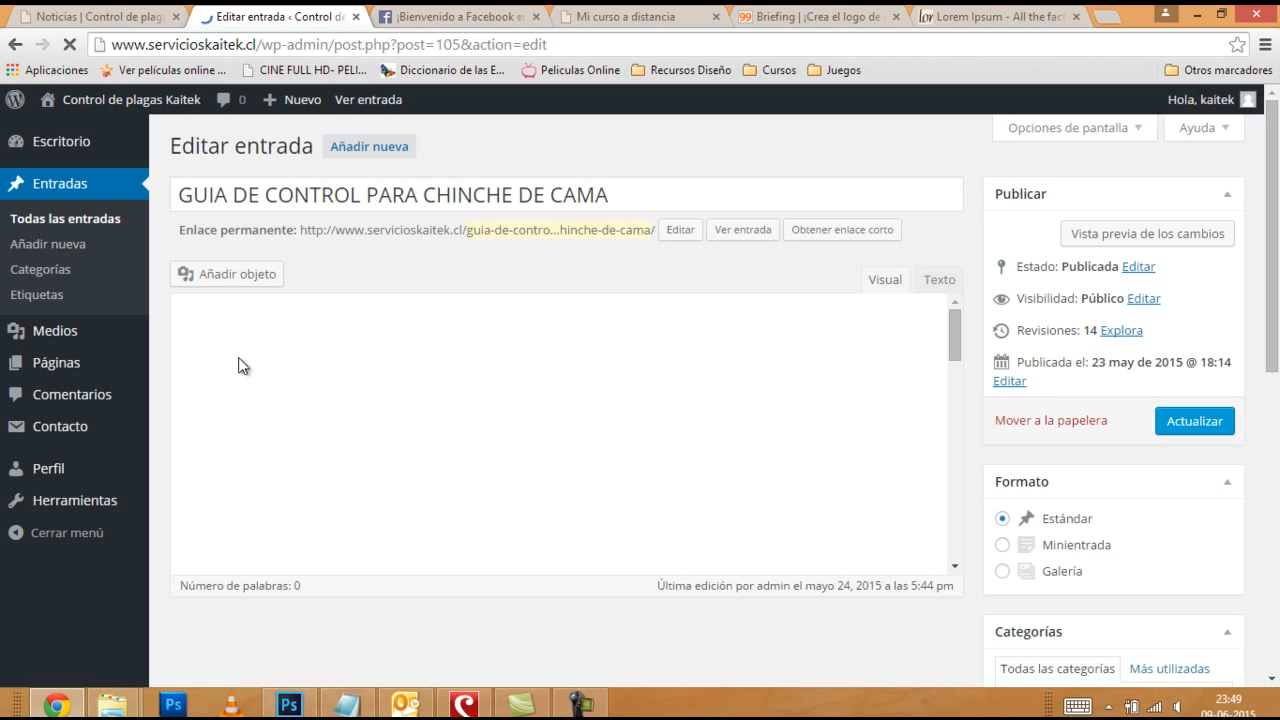 Noticias | Control de plag
Editar entrada ‹ Control de
¡Bienvenido a Facebook e
Mi curso a distancia
Briefing | ¡Crea el logo de
Lorem Ipsum - All the fact
www.servicioskaitek.cl/wp-admin/post.php?post=105&action=edit
Aplicaciones
Ver películas online ...
CINE FULL HD- PELI...
Diccionario de las E...
Peliculas Online
Recursos Diseño
Cursos
Juegos
Otros marcadores
Control de plagas Kaitek
0
Nuevo
Ver entrada
Hola, kaitek
Escritorio
Entradas
Todas las entradas
Añadir nueva
Categorías
Etiquetas
Medios
Páginas
Comentarios
Contacto
Perfil
Herramientas
Cerrar menú
Opciones de pantalla
Ayuda
Editar entrada
Añadir nueva
GUIA DE CONTROL PARA CHINCHE DE CAMA
Enlace permanente: http://www.servicioskaitek.cl/guia-de-contro...hinche-de-cama/
Editar
Ver entrada
Obtener enlace corto
Añadir objeto
Visual
Texto
Número de palabras: 0
Última edición por admin el mayo 24, 2015 a las 5:44 pm
Publicar
Vista previa de los cambios
Estado: Publicada Editar
Visibilidad: Público Editar
Revisiones: 14 Explora
Publicada el: 23 may de 2015 @ 18:14
Editar
Mover a la papelera
Actualizar
Formato
Estándar
Minientrada
Galería
Categorías
Todas las categorías
Más utilizadas
Ps
Ps
23:49
09-06-2015